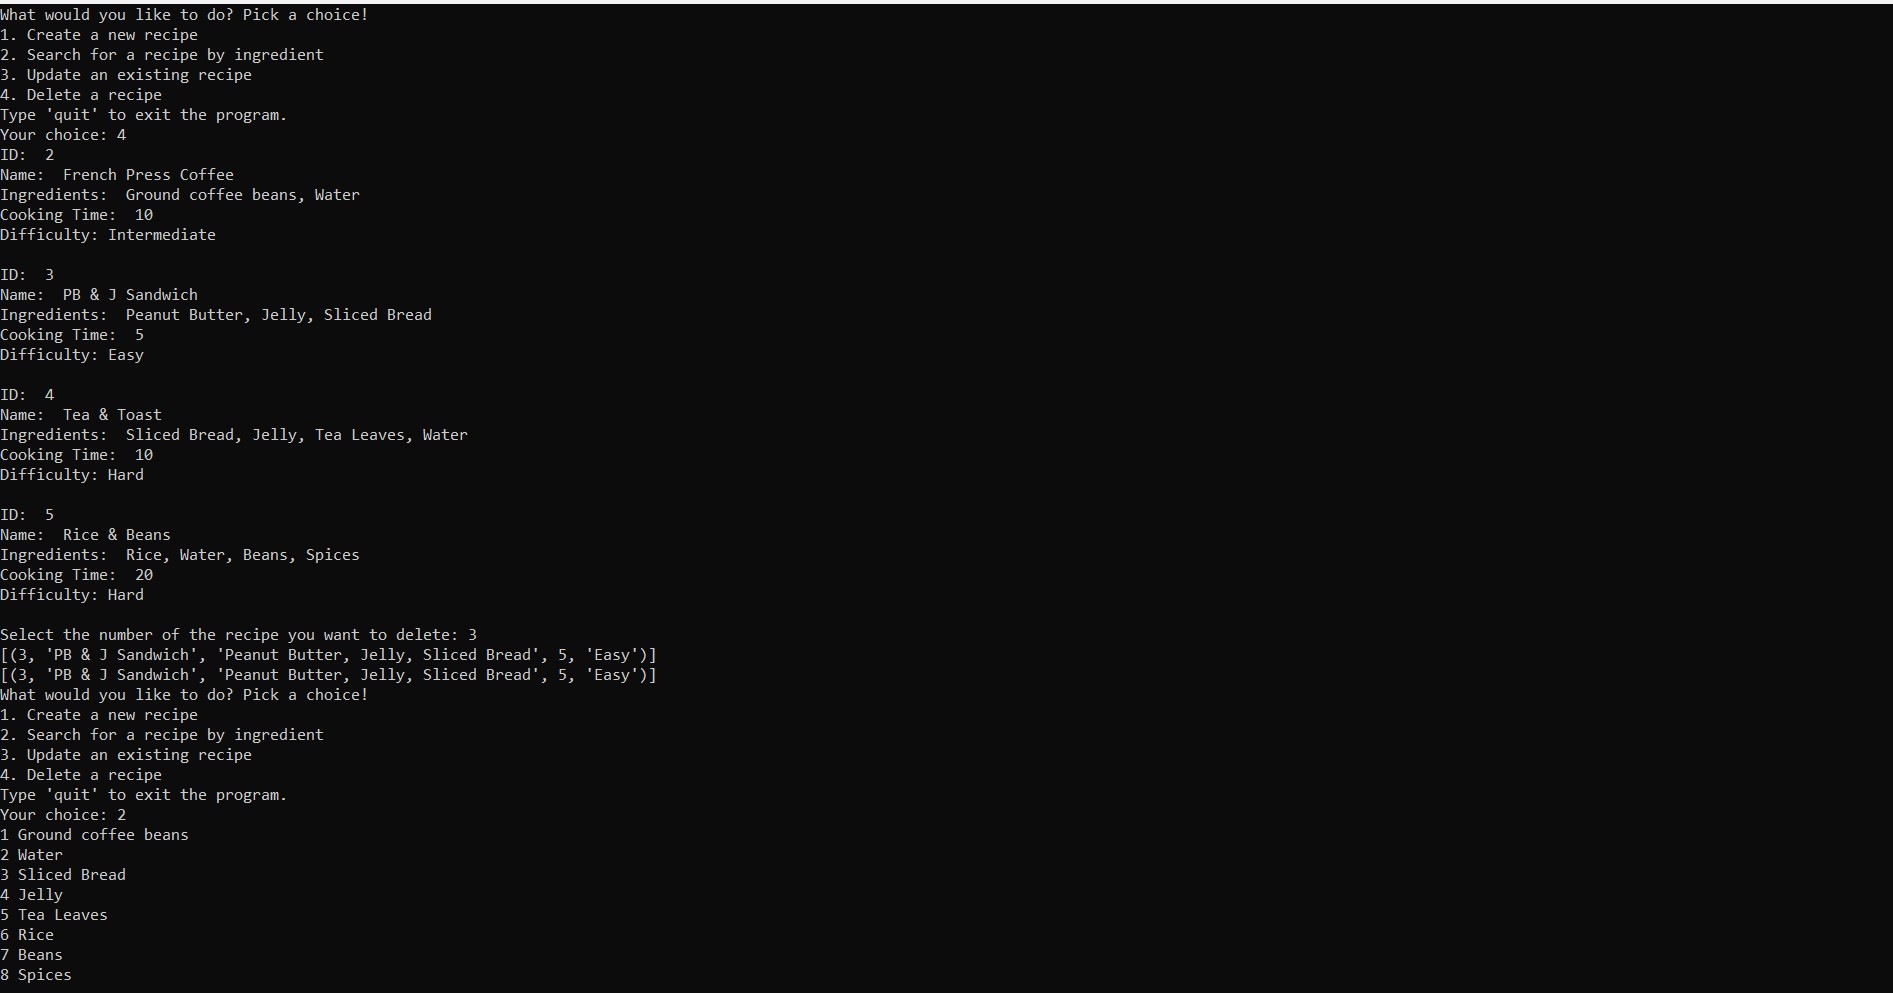 What would you like to do? Pick a choice!
1. Create a new recipe
2. Search for a recipe by ingredient
3. Update an existing recipe
4. Delete a recipe
Type 'quit' to exit the program.
Your choice: 4
ID:  2
Name:  French Press Coffee
Ingredients:  Ground coffee beans, Water
Cooking Time:  10
Difficulty: Intermediate

ID:  3
Name:  PB & J Sandwich
Ingredients:  Peanut Butter, Jelly, Sliced Bread
Cooking Time:  5
Difficulty: Easy

ID:  4
Name:  Tea & Toast
Ingredients:  Sliced Bread, Jelly, Tea Leaves, Water
Cooking Time:  10
Difficulty: Hard

ID:  5
Name:  Rice & Beans
Ingredients:  Rice, Water, Beans, Spices
Cooking Time:  20
Difficulty: Hard

Select the number of the recipe you want to delete: 3
[(3, 'PB & J Sandwich', 'Peanut Butter, Jelly, Sliced Bread', 5, 'Easy')]
[(3, 'PB & J Sandwich', 'Peanut Butter, Jelly, Sliced Bread', 5, 'Easy')]
What would you like to do? Pick a choice!
1. Create a new recipe
2. Search for a recipe by ingredient
3. Update an existing recipe
4. Delete a recipe
Type 'quit' to exit the program.
Your choice: 2
1 Ground coffee beans
2 Water
3 Sliced Bread
4 Jelly
5 Tea Leaves
6 Rice
7 Beans
8 Spices